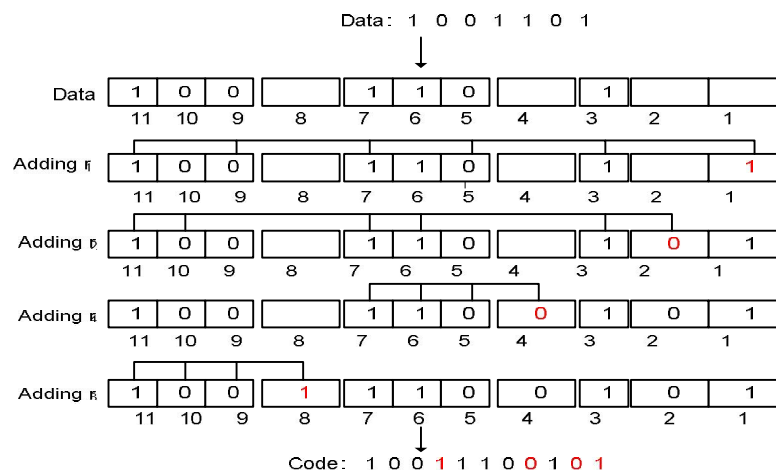 Data: 1 0 0 1 1 0 1
Data 1 0 0 1 1 0 1
11 10 9 8 7 6 5 4 3 2 1
Adding r₁ 1 0 0 1 1 0 1 1
11 10 9 8 7 6 5 4 3 2 1
Adding r₂ 1 0 0 1 1 0 1 0 1
11 10 9 8 7 6 5 4 3 2 1
Adding r₄ 1 0 0 1 1 0 0 1 0 1
11 10 9 8 7 6 5 4 3 2 1
Adding r₈ 1 0 0 1 1 1 0 0 1 0 1
11 10 9 8 7 6 5 4 3 2 1
Code: 1 0 0 1 1 1 0 0 1 0 1